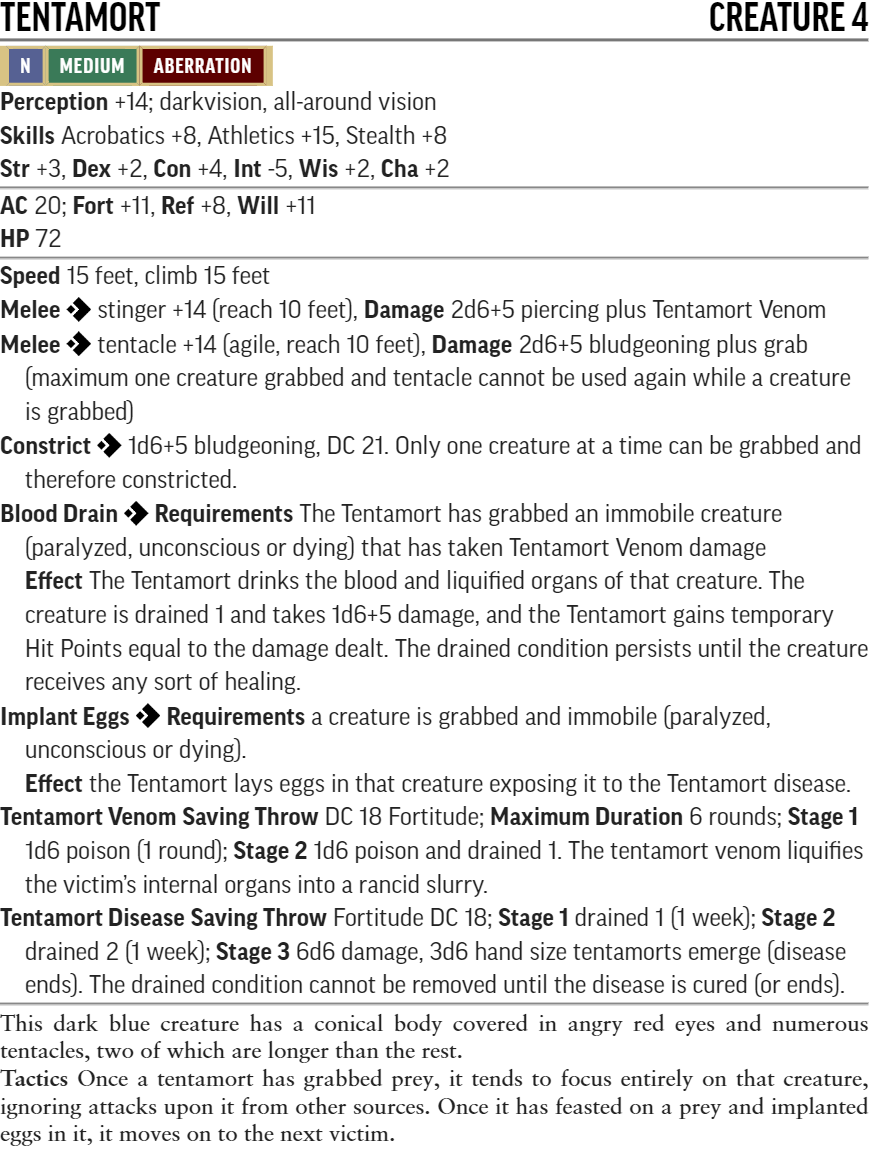 TENTAMORT CREATURE 4
N MEDIUM ABERRATION
Perception +14; darkvision, all-around vision
Skills Acrobatics +8, Athletics +15, Stealth +8
Str +3, Dex +2, Con +4, Int -5, Wis +2, Cha +2
AC 20; Fort +11, Ref +8, Will +11
HP 72
Speed 15 feet, climb 15 feet
Melee stinger +14 (reach 10 feet), Damage 2d6+5 piercing plus Tentamort Venom
Melee tentacle +14 (agile, reach 10 feet), Damage 2d6+5 bludgeoning plus grab
(maximum one creature grabbed and tentacle cannot be used again while a creature
is grabbed)
Constrict 1d6+5 bludgeoning, DC 21. Only one creature at a time can be grabbed and
therefore constricted.
Blood Drain Requirements The Tentamort has grabbed an immobile creature
(paralyzed, unconscious or dying) that has taken Tentamort Venom damage
Effect The Tentamort drinks the blood and liquified organs of that creature. The
creature is drained 1 and takes 1d6+5 damage, and the Tentamort gains temporary
Hit Points equal to the damage dealt. The drained condition persists until the creature
receives any sort of healing.
Implant Eggs Requirements a creature is grabbed and immobile (paralyzed,
unconscious or dying).
Effect the Tentamort lays eggs in that creature exposing it to the Tentamort disease.
Tentamort Venom Saving Throw DC 18 Fortitude; Maximum Duration 6 rounds; Stage 1
1d6 poison (1 round); Stage 2 1d6 poison and drained 1. The tentamort venom liquifies
the victim's internal organs into a rancid slurry.
Tentamort Disease Saving Throw Fortitude DC 18; Stage 1 drained 1 (1 week); Stage 2
drained 2 (1 week); Stage 3 6d6 damage, 3d6 hand size tentamorts emerge (disease
ends). The drained condition cannot be removed until the disease is cured (or ends).
This dark blue creature has a conical body covered in angry red eyes and numerous
tentacles, two of which are longer than the rest.
Tactics Once a tentamort has grabbed prey, it tends to focus entirely on that creature,
ignoring attacks upon it from other sources. Once it has feasted on a prey and implanted
eggs in it, it moves on to the next victim.